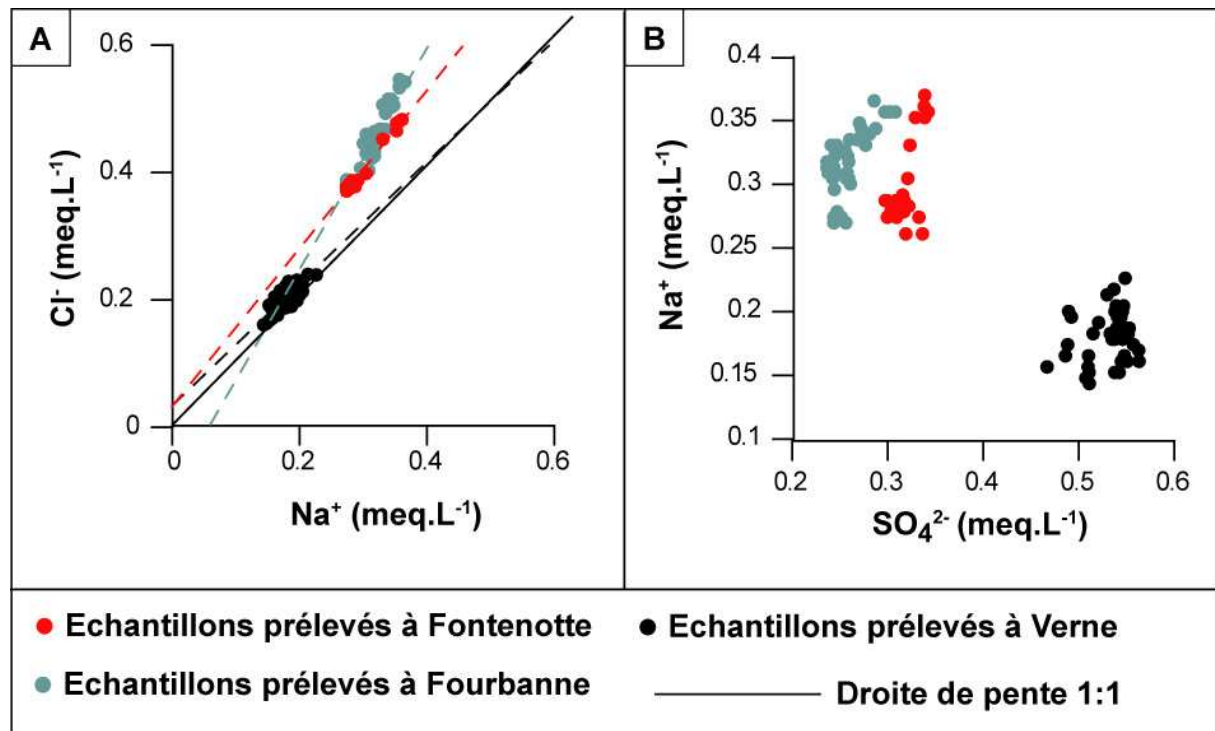 A
0.6
0.4
0.2
0
0
0.2
0.4
0.6
Cl- (meq.L-1)
Na+ (meq.L-1)
B
0.4
0.35
0.3
0.25
0.2
0.15
0.1
0.2
0.3
0.4
0.5
0.6
Na+ (meq.L-1)
SO42- (meq.L-1)
Echantillons prélevés à Fontenotte
Echantillons prélevés à Verne
Echantillons prélevés à Fourbanne
Droite de pente 1:1